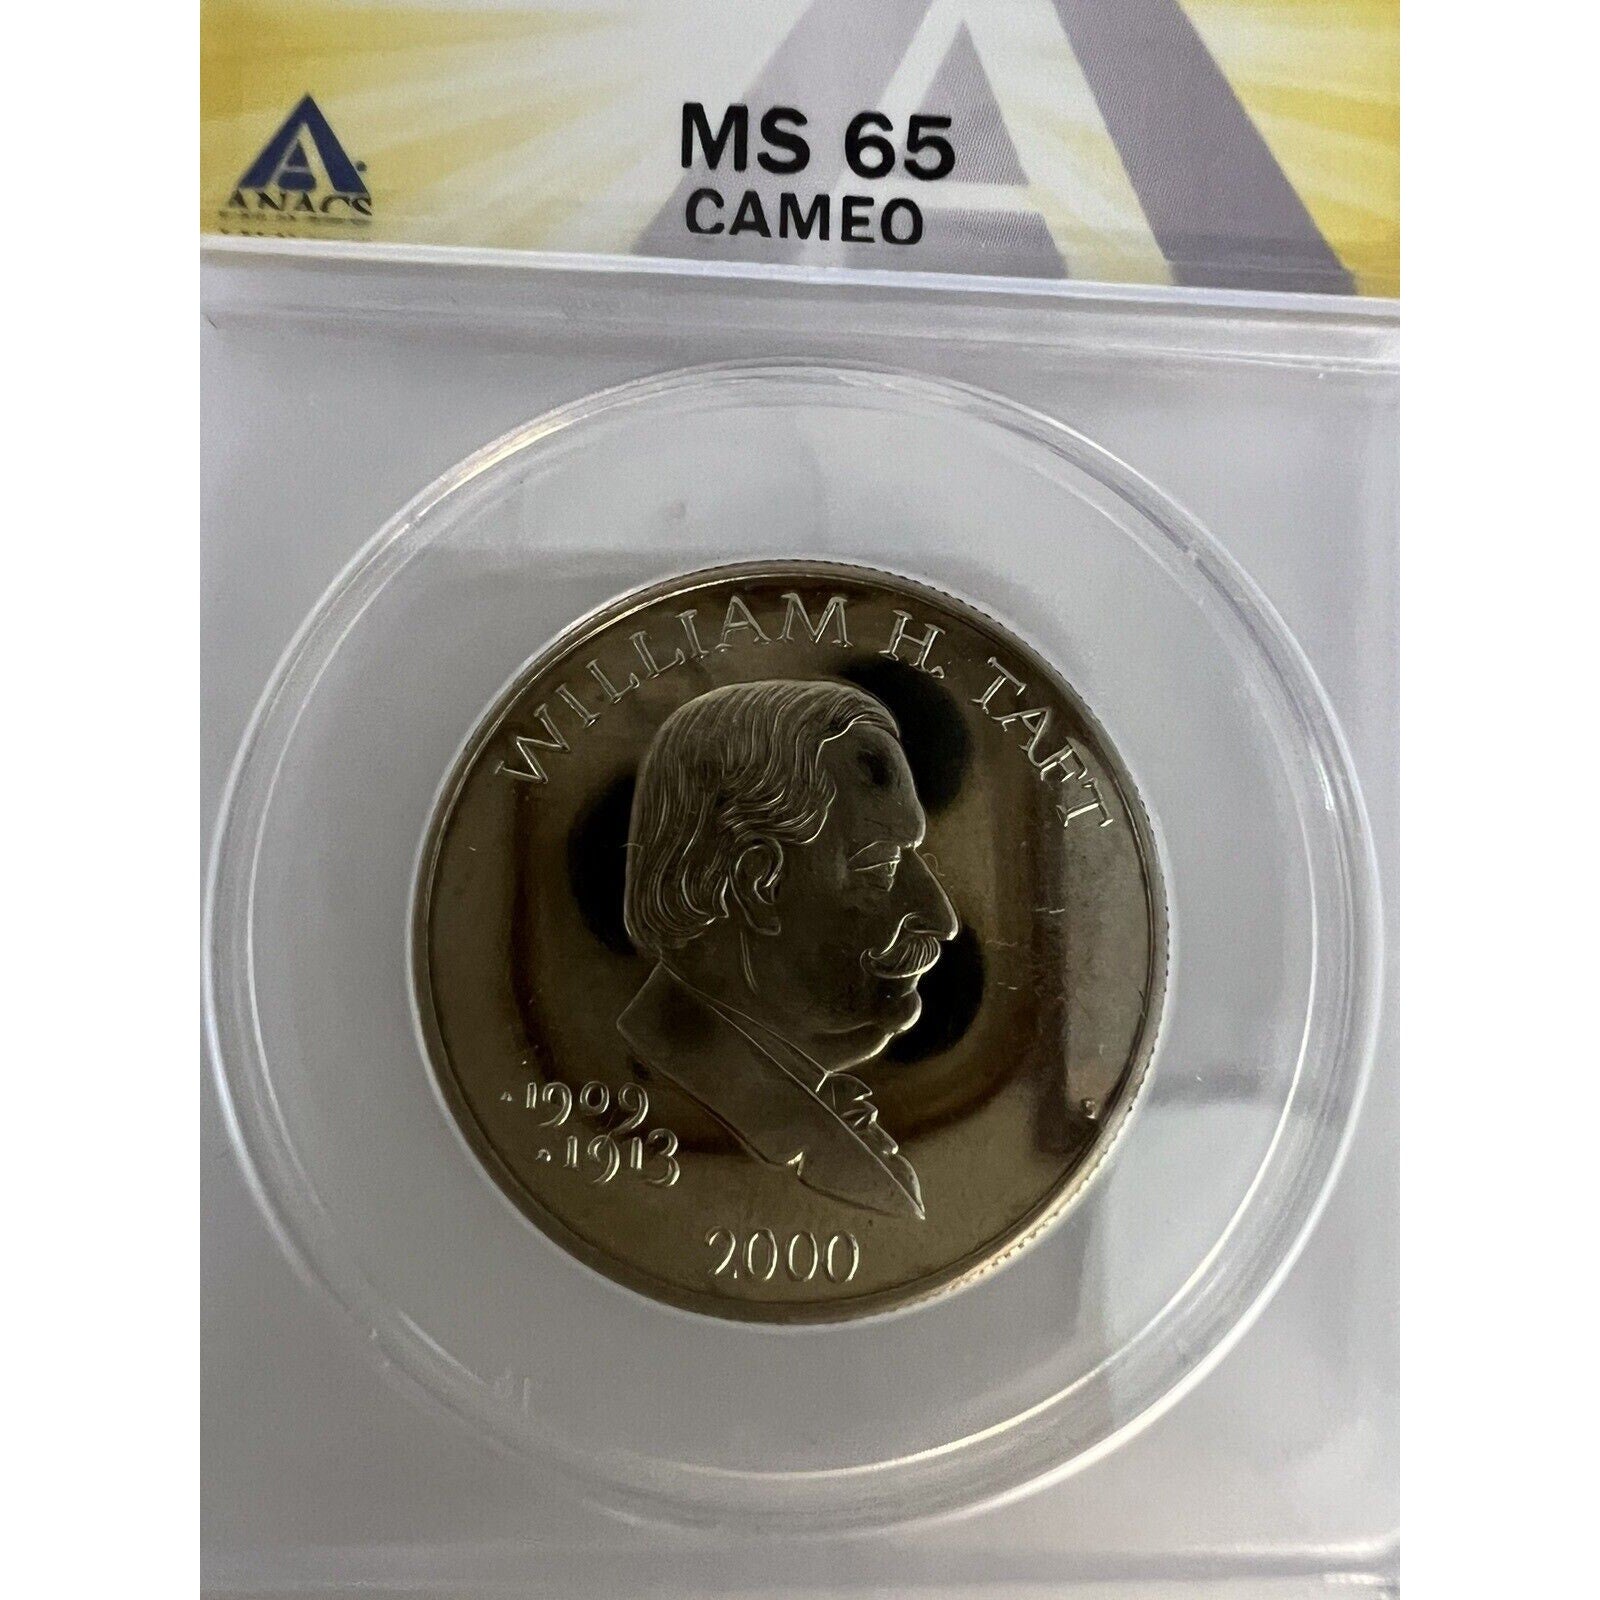 MS 65
CAMEO
ANACS
WILLIAM H. TAFT
1909
1913
2000